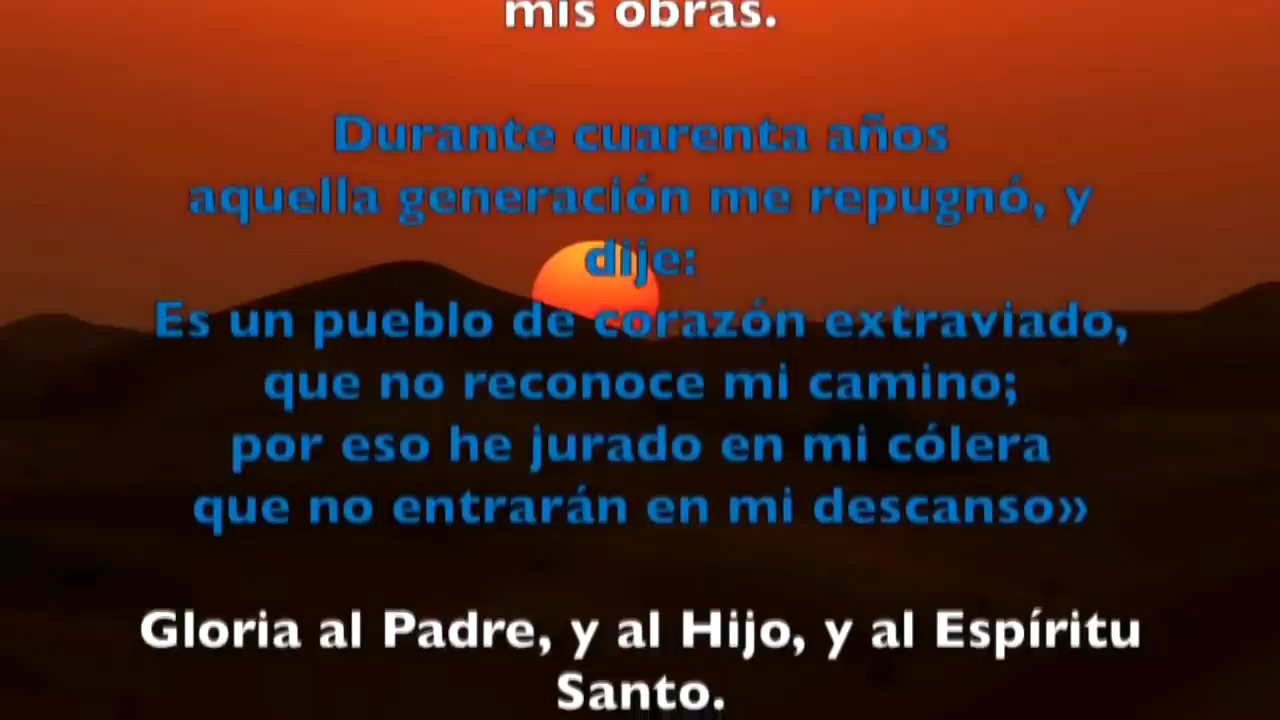 mis obras.
Durante cuarenta años
aquella generación me repugnó, y
dije:
Es un pueblo de corazón extraviado,
que no reconoce mi camino;
por eso he jurado en mi cólera
que no entrarán en mi descanso»
Gloria al Padre, y al Hijo, y al Espíritu
Santo.